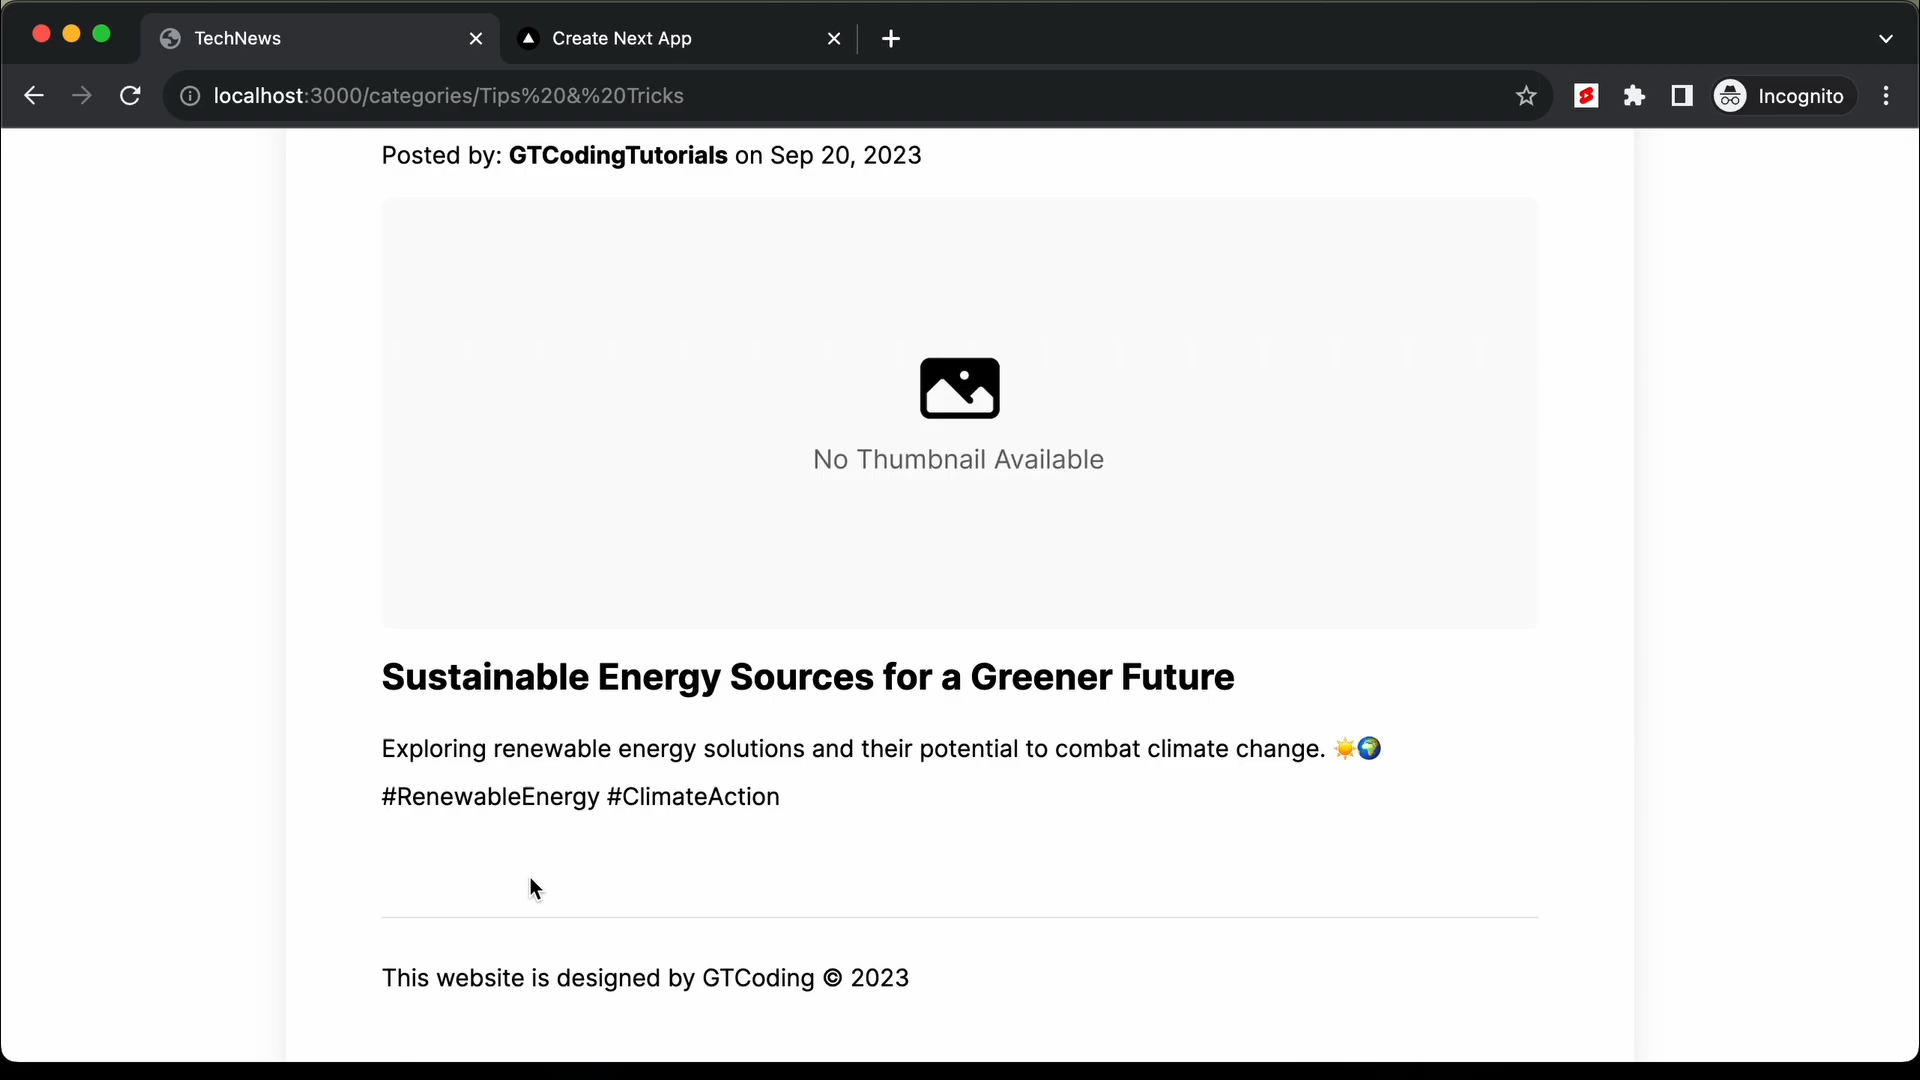 TechNews
Create Next App
localhost:3000/categories/Tips%20&%20Tricks
Incognito
Posted by: GTCodingTutorials on Sep 20, 2023
No Thumbnail Available
Sustainable Energy Sources for a Greener Future
Exploring renewable energy solutions and their potential to combat climate change. ☀️🌍
#RenewableEnergy #ClimateAction
This website is designed by GTCoding © 2023